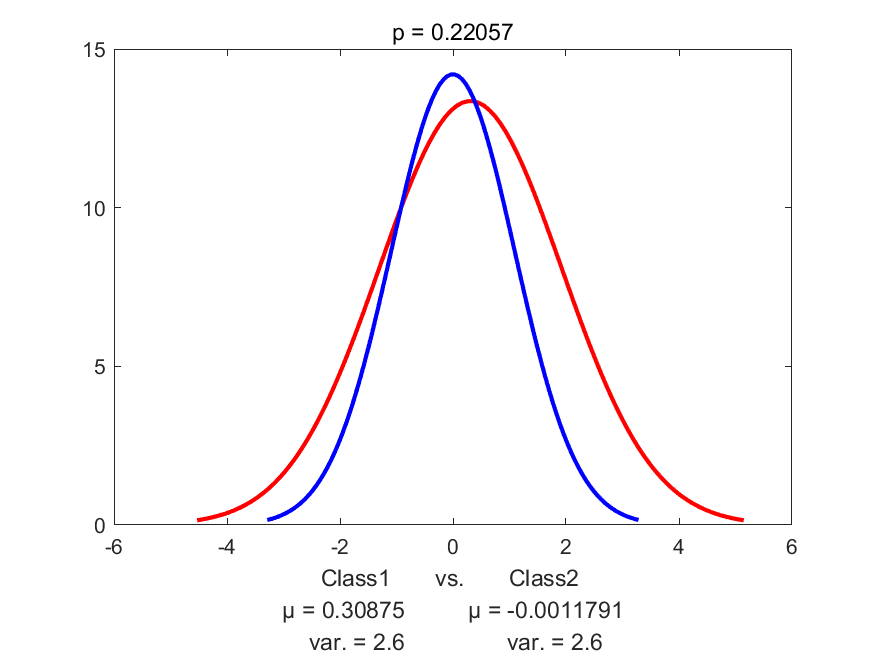 p = 0.22057
15
10
5
0
-6 -4 -2 0 2 4 6
Class1 vs. Class2
μ = 0.30875 μ = -0.0011791
var. = 2.6 var. = 2.6